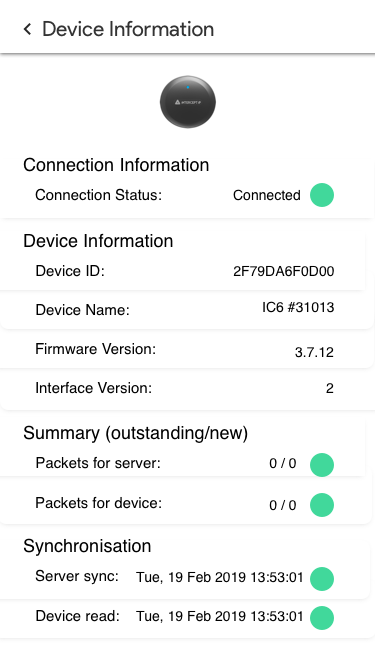 Device Information
Connection Information
Connection Status: Connected
Device Information
Device ID: 2F79DA6F0D00
Device Name: IC6 #31013
Firmware Version: 3.7.12
Interface Version: 2
Summary (outstanding/new)
Packets for server: 0 / 0
Packets for device: 0 / 0
Synchronisation
Server sync: Tue, 19 Feb 2019 13:53:01
Device read: Tue, 19 Feb 2019 13:53:01